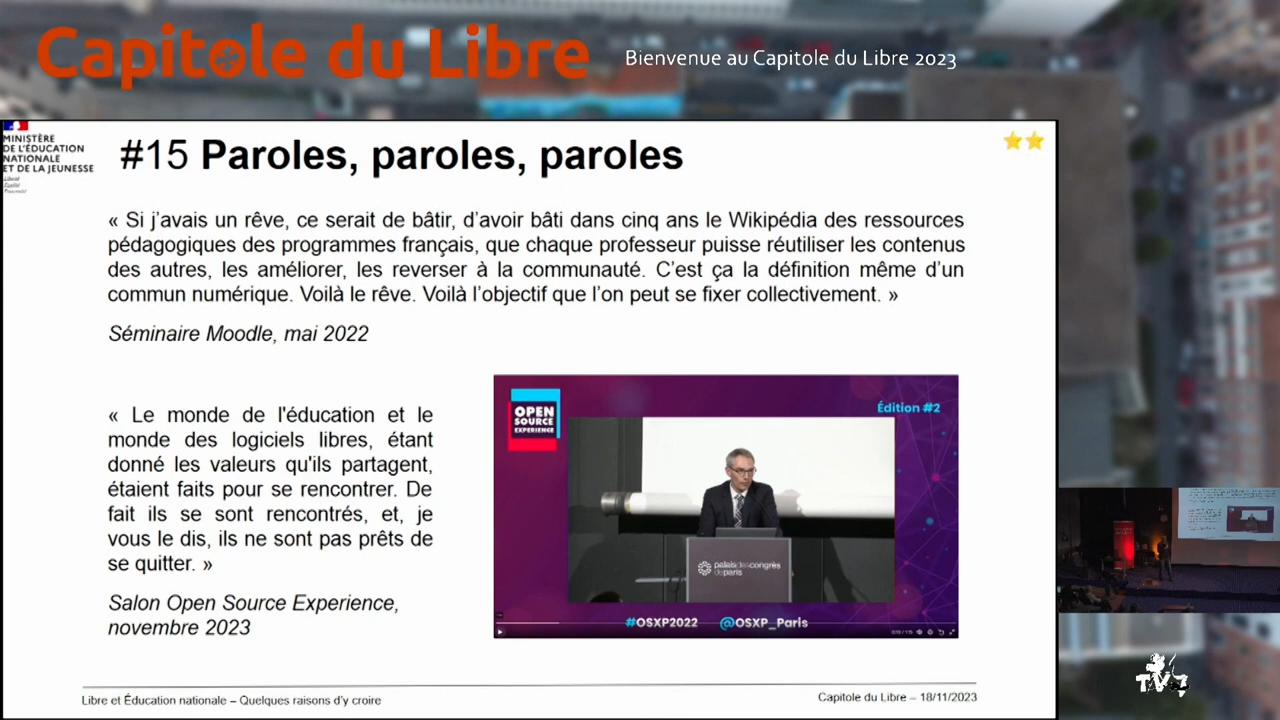 Capitole du Libre
Bienvenue au Capitole du Libre 2023
MINISTÈRE
DE L'ÉDUCATION
NATIONALE
ET DE LA JEUNESSE
Liberté
Égalité
Fraternité
#15 Paroles, paroles, paroles
« Si j'avais un rêve, ce serait de bâtir, d'avoir bâti dans cinq ans le Wikipédia des ressources
pédagogiques des programmes français, que chaque professeur puisse réutiliser les contenus
des autres, les améliorer, les reverser à la communauté. C'est ça la définition même d'un
commun numérique. Voilà le rêve. Voilà l'objectif que l'on peut se fixer collectivement. »
Séminaire Moodle, mai 2022
« Le monde de l'éducation et le
monde des logiciels libres, étant
donné les valeurs qu'ils partagent,
étaient faits pour se rencontrer. De
fait ils se sont rencontrés, et, je
vous le dis, ils ne sont pas prêts de
se quitter. »
Salon Open Source Experience,
novembre 2023
OPEN
SOURCE
EXPERIENCE
Édition #2
palaisdescongrès
deparis
#OSXP2022 @OSXP_Paris
Libre et Éducation nationale – Quelques raisons d'y croire
Capitole du Libre – 18/11/2023